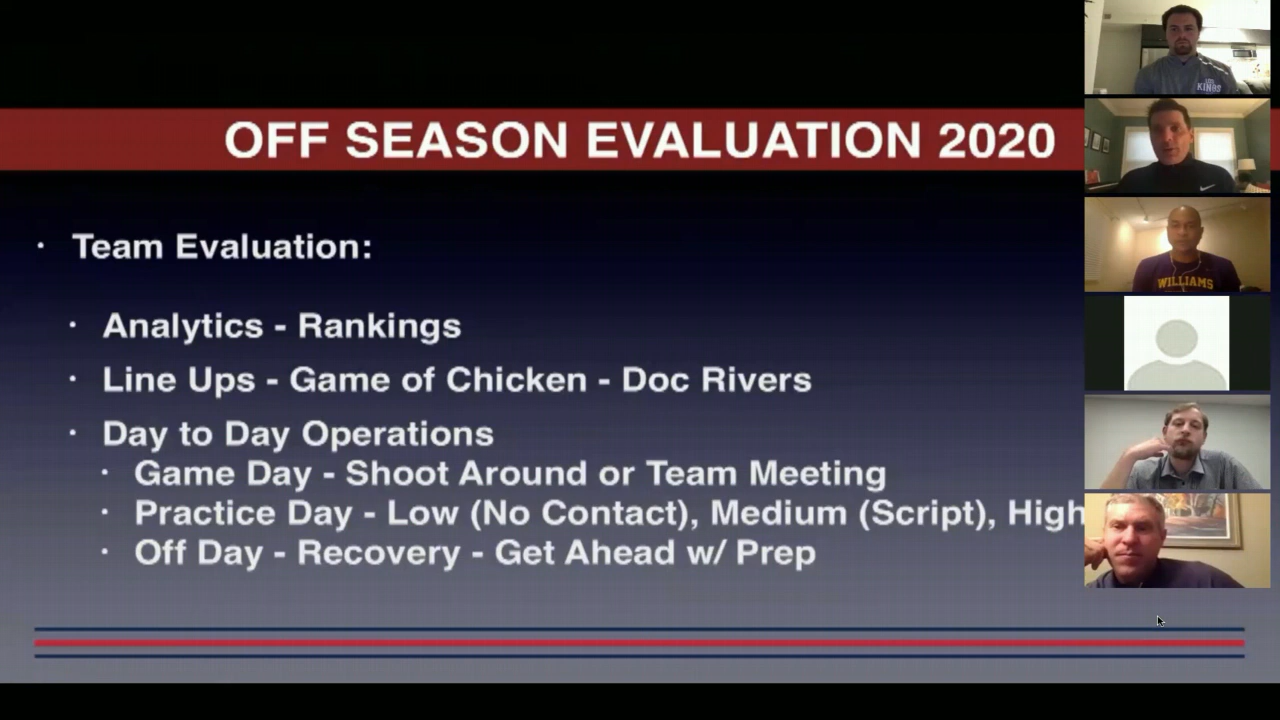 OFF SEASON EVALUATION 2020
· Team Evaluation:
· Analytics - Rankings
· Line Ups - Game of Chicken - Doc Rivers
· Day to Day Operations
· Game Day - Shoot Around or Team Meeting
· Practice Day - Low (No Contact), Medium (Script), High
· Off Day - Recovery - Get Ahead w/ Prep
KINGS
WILLIAMS